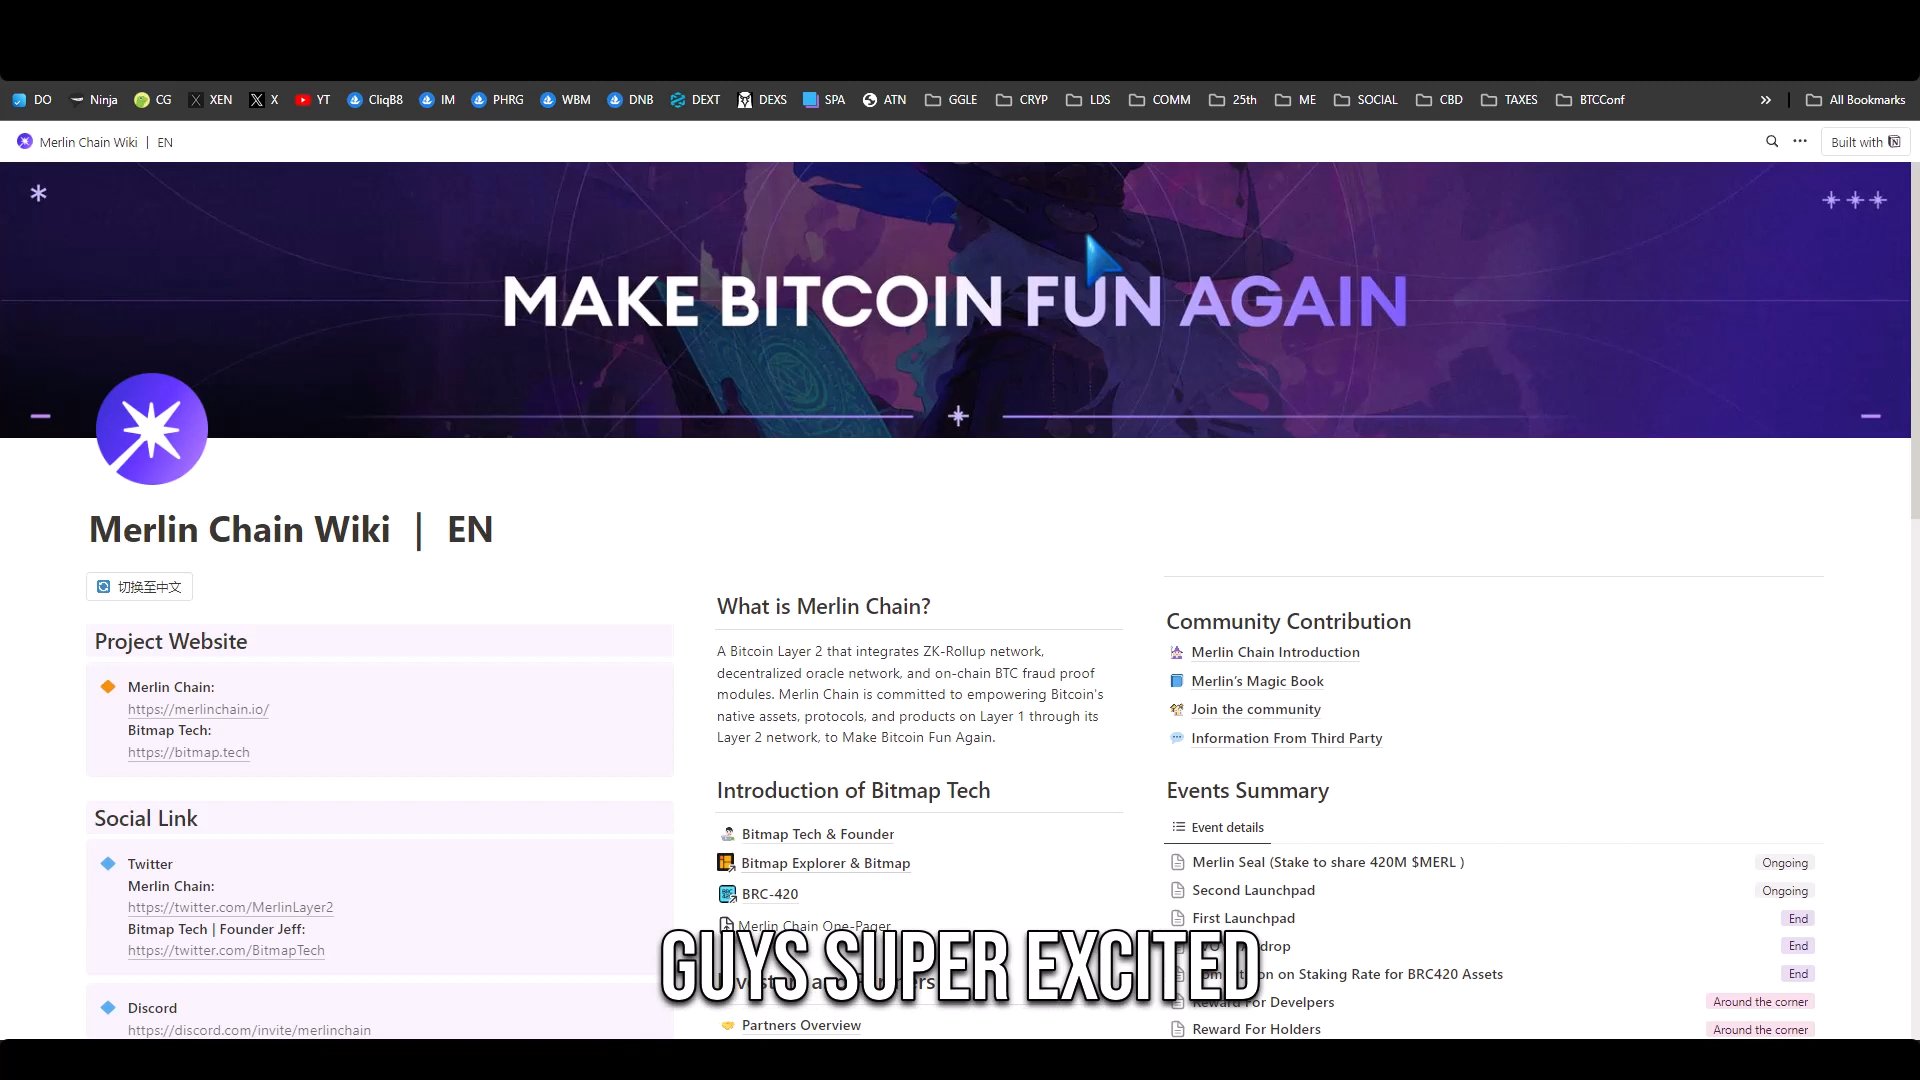 DO Ninja CG XEN X YT CliqB8 IM PHRG WBM DNB DEXT DEXS SPA ATN GGLE CRYP LDS COMM 25th ME SOCIAL CBD TAXES BTCConf » All Bookmarks
Merlin Chain Wiki | EN
Built with
MAKE BITCOIN FUN AGAIN
Merlin Chain Wiki | EN
切换至中文
Project Website
Merlin Chain:
https://merlinchain.io/
Bitmap Tech:
https://bitmap.tech
Social Link
Twitter
Merlin Chain:
https://twitter.com/MerlinLayer2
Bitmap Tech | Founder Jeff:
https://twitter.com/BitmapTech
Discord
https://discord.com/invite/merlinchain
What is Merlin Chain?
A Bitcoin Layer 2 that integrates ZK-Rollup network,
decentralized oracle network, and on-chain BTC fraud proof
modules. Merlin Chain is committed to empowering Bitcoin's
native assets, protocols, and products on Layer 1 through its
Layer 2 network, to Make Bitcoin Fun Again.
Introduction of Bitmap Tech
Bitmap Tech & Founder
Bitmap Explorer & Bitmap
BRC-420
Merlin Chain One-Pager
Partners Overview
Community Contribution
Merlin Chain Introduction
Merlin's Magic Book
Join the community
Information From Third Party
Events Summary
Event details
Merlin Seal (Stake to share 420M $MERL ) Ongoing
Second Launchpad Ongoing
First Launchpad End
End
on Staking Rate for BRC420 Assets End
Reward For Develpers Around the corner
Reward For Holders Around the corner
GUYS SUPER EXCITED